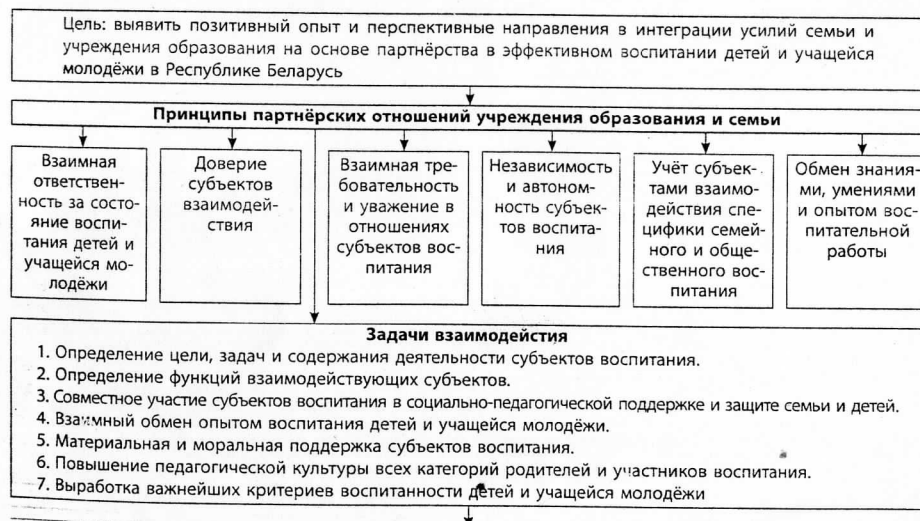 Цель: выявить позитивный опыт и перспективные направления в интеграции усилий семьи и
учреждения образования на основе партнёрства в эффективном воспитании детей и учащейся
молодёжи в Республике Беларусь
Принципы партнёрских отношений учреждения образования и семьи
Взаимная
ответствен-
ность за состо-
яние воспи-
тания детей и
учащейся мо-
лодёжи
Доверие
субъектов
взаимодей-
ствия
Взаимная тре-
бовательность
и уважение в
отношениях
субъектов вос-
питания
Независимость
и автоном-
ность субъек-
тов воспита-
ния
Учёт субъек-
тами взаимо-
действия спе-
цифики семей-
ного и обще-
ственного вос-
питания
Обмен знания-
ми, умениями
и опытом вос-
питательной
работы
Задачи взаимодейстия
1. Определение цели, задач и содержания деятельности субъектов воспитания.
2. Определение функций взаимодействующих субъектов.
3. Совместное участие субъектов воспитания в социально-педагогической поддержке и защите семьи и детей.
4. Взаимный обмен опытом воспитания детей и учащейся молодёжи.
5. Материальная и моральная поддержка субъектов воспитания.
6. Повышение педагогической культуры всех категорий родителей и участников воспитания.
7. Выработка важнейших критериев воспитанности детей и учащейся молодёжи